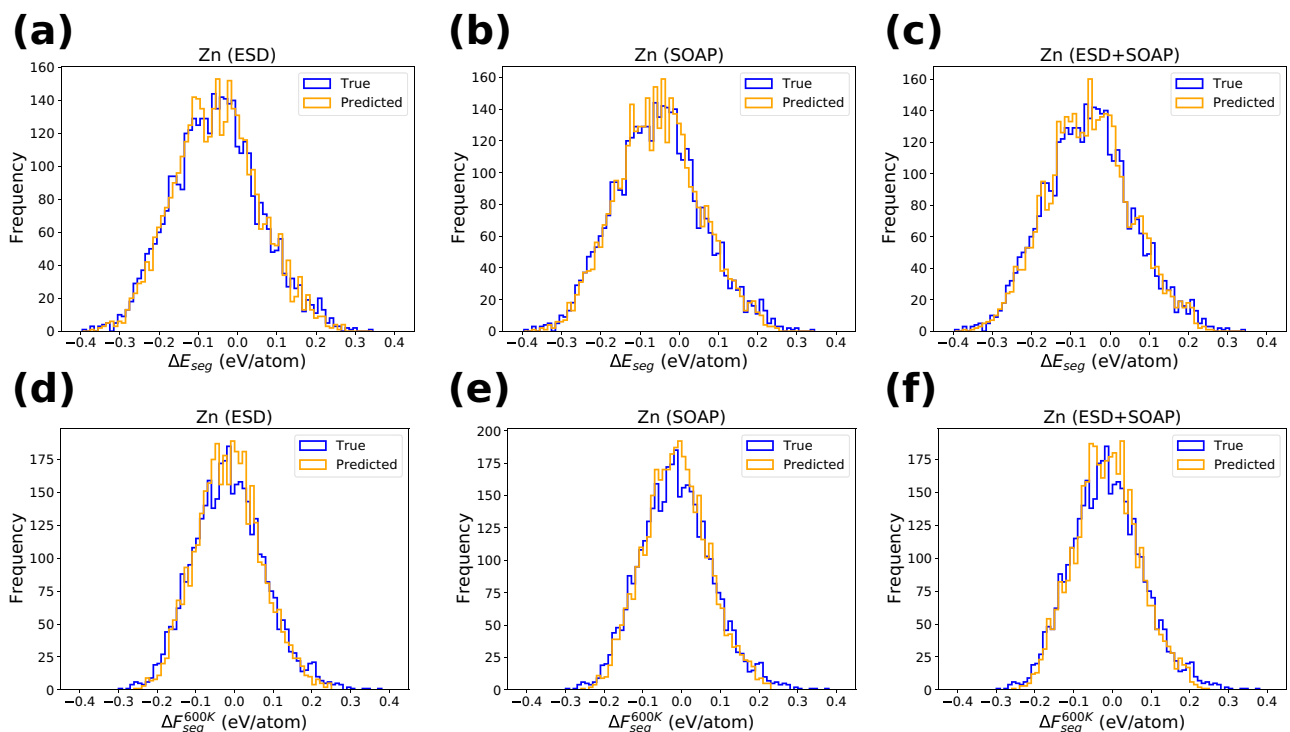 (a)
Zn (ESD)
160
140
120
100
80
60
40
20
0
Frequency
True
Predicted
−0.4 −0.3 −0.2 −0.1 0.0 0.1 0.2 0.3 0.4
ΔE_seg (eV/atom)
(b)
Zn (SOAP)
160
140
120
100
80
60
40
20
0
Frequency
True
Predicted
−0.4 −0.3 −0.2 −0.1 0.0 0.1 0.2 0.3 0.4
ΔE_seg (eV/atom)
(c)
Zn (ESD+SOAP)
160
140
120
100
80
60
40
20
0
Frequency
True
Predicted
−0.4 −0.3 −0.2 −0.1 0.0 0.1 0.2 0.3 0.4
ΔE_seg (eV/atom)
(d)
Zn (ESD)
175
150
125
100
75
50
25
0
Frequency
True
Predicted
−0.4 −0.3 −0.2 −0.1 0.0 0.1 0.2 0.3 0.4
ΔF_seg^600K (eV/atom)
(e)
Zn (SOAP)
200
175
150
125
100
75
50
25
0
Frequency
True
Predicted
−0.4 −0.3 −0.2 −0.1 0.0 0.1 0.2 0.3 0.4
ΔF_seg^600K (eV/atom)
(f)
Zn (ESD+SOAP)
175
150
125
100
75
50
25
0
Frequency
True
Predicted
−0.4 −0.3 −0.2 −0.1 0.0 0.1 0.2 0.3 0.4
ΔF_seg^600K (eV/atom)